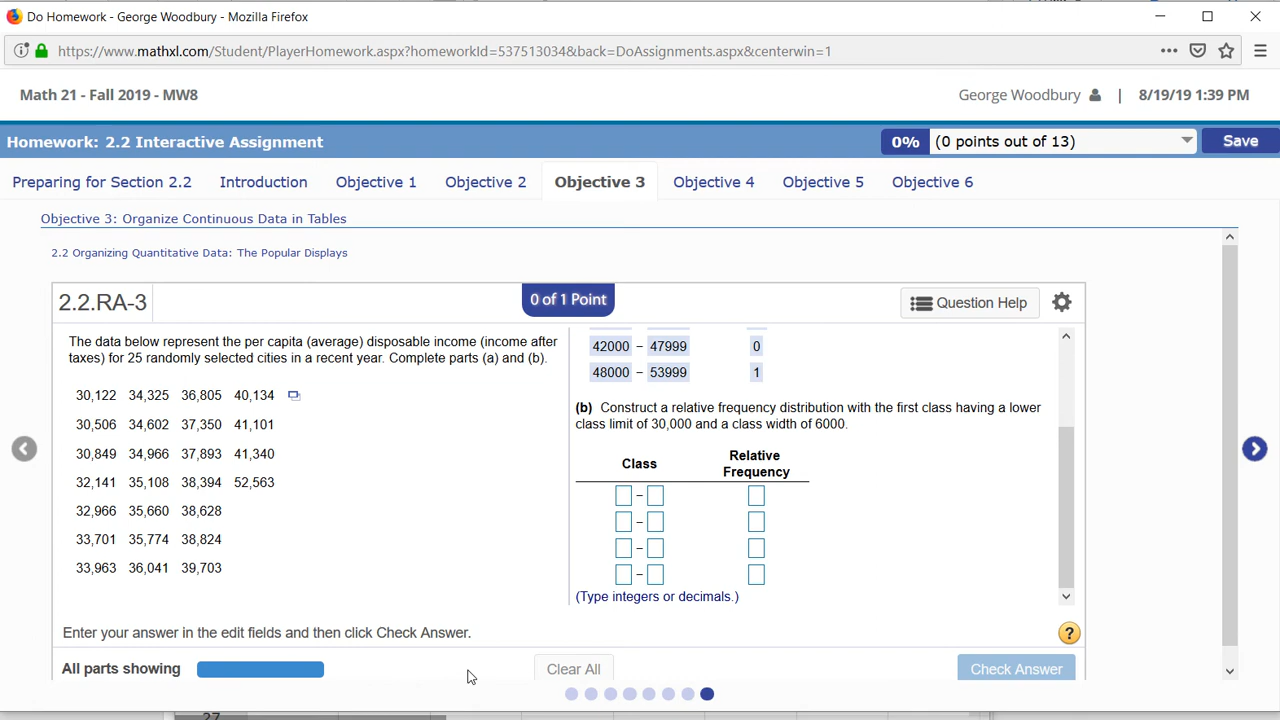 Do Homework - George Woodbury - Mozilla Firefox
https://www.mathxl.com/Student/PlayerHomework.aspx?homeworkId=537513034&back=DoAssignments.aspx&centerwin=1
Math 21 - Fall 2019 - MW8
George Woodbury | 8/19/19 1:39 PM
Homework: 2.2 Interactive Assignment
0% (0 points out of 13) Save
Preparing for Section 2.2 Introduction Objective 1 Objective 2 Objective 3 Objective 4 Objective 5 Objective 6
Objective 3: Organize Continuous Data in Tables
2.2 Organizing Quantitative Data: The Popular Displays
2.2.RA-3
0 of 1 Point
Question Help
The data below represent the per capita (average) disposable income (income after
taxes) for 25 randomly selected cities in a recent year. Complete parts (a) and (b).
30,122 34,325 36,805 40,134
30,506 34,602 37,350 41,101
30,849 34,966 37,893 41,340
32,141 35,108 38,394 52,563
32,966 35,660 38,628
33,701 35,774 38,824
33,963 36,041 39,703
42000 - 47999 0
48000 - 53999 1
(b) Construct a relative frequency distribution with the first class having a lower
class limit of 30,000 and a class width of 6000.
Class
Relative
Frequency
-
-
-
-
(Type integers or decimals.)
Enter your answer in the edit fields and then click Check Answer.
?
All parts showing
Clear All
Check Answer
27